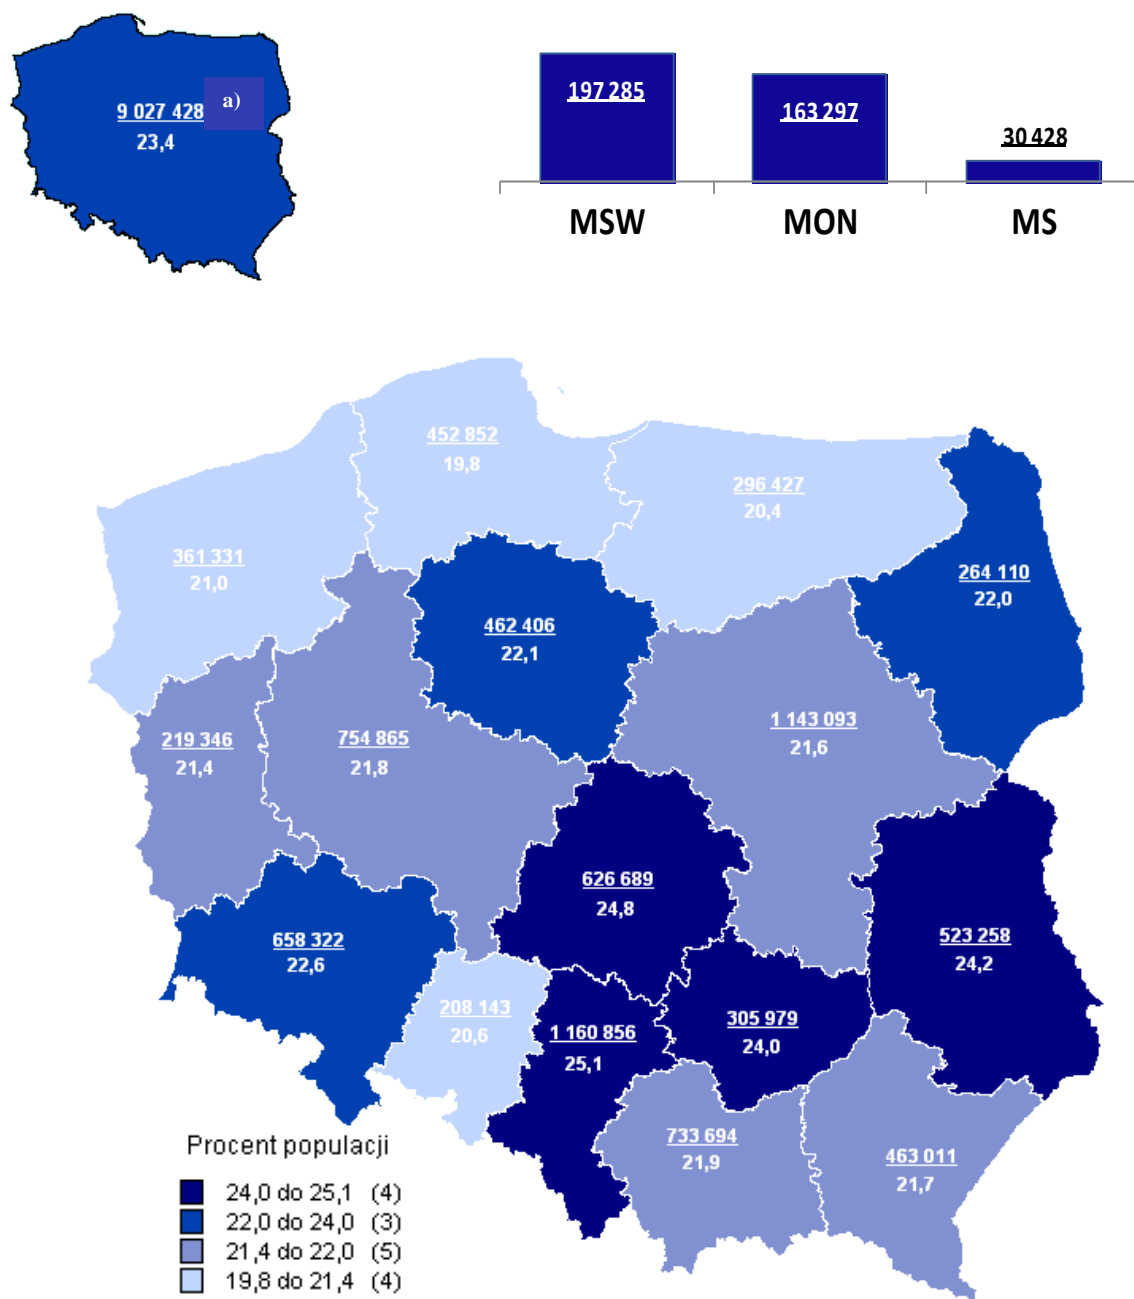 9 027 428
a)
23,4
197 285
163 297
30 428
MSW
MON
MS
452 852
19,8
296 427
20,4
361 331
21,0
264 110
22,0
462 406
22,1
219 346
21,4
754 865
21,8
1 143 093
21,6
626 689
24,8
523 258
24,2
658 322
22,6
208 143
20,6
1 160 856
25,1
305 979
24,0
733 694
21,9
463 011
21,7
Procent populacji
24,0 do 25,1 (4)
22,0 do 24,0 (3)
21,4 do 22,0 (5)
19,8 do 21,4 (4)